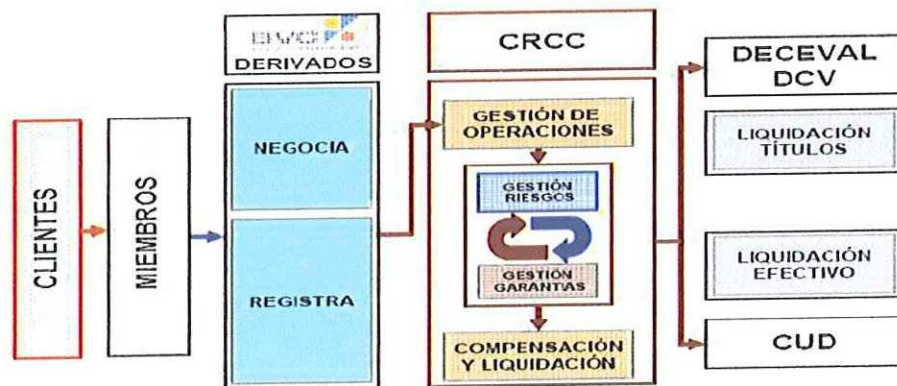 CLIENTES
MIEMBROS
DERIVADOS
NEGOCIA
REGISTRA
CRCC
GESTIÓN DE
OPERACIONES
GESTIÓN
RIESGOS
GESTIÓN
GARANTIAS
COMPENSACIÓN
Y LIQUIDACIÓN
DECEVAL
DCV
LIQUIDACIÓN
TÍTULOS
LIQUIDACIÓN
EFECTIVO
CUD